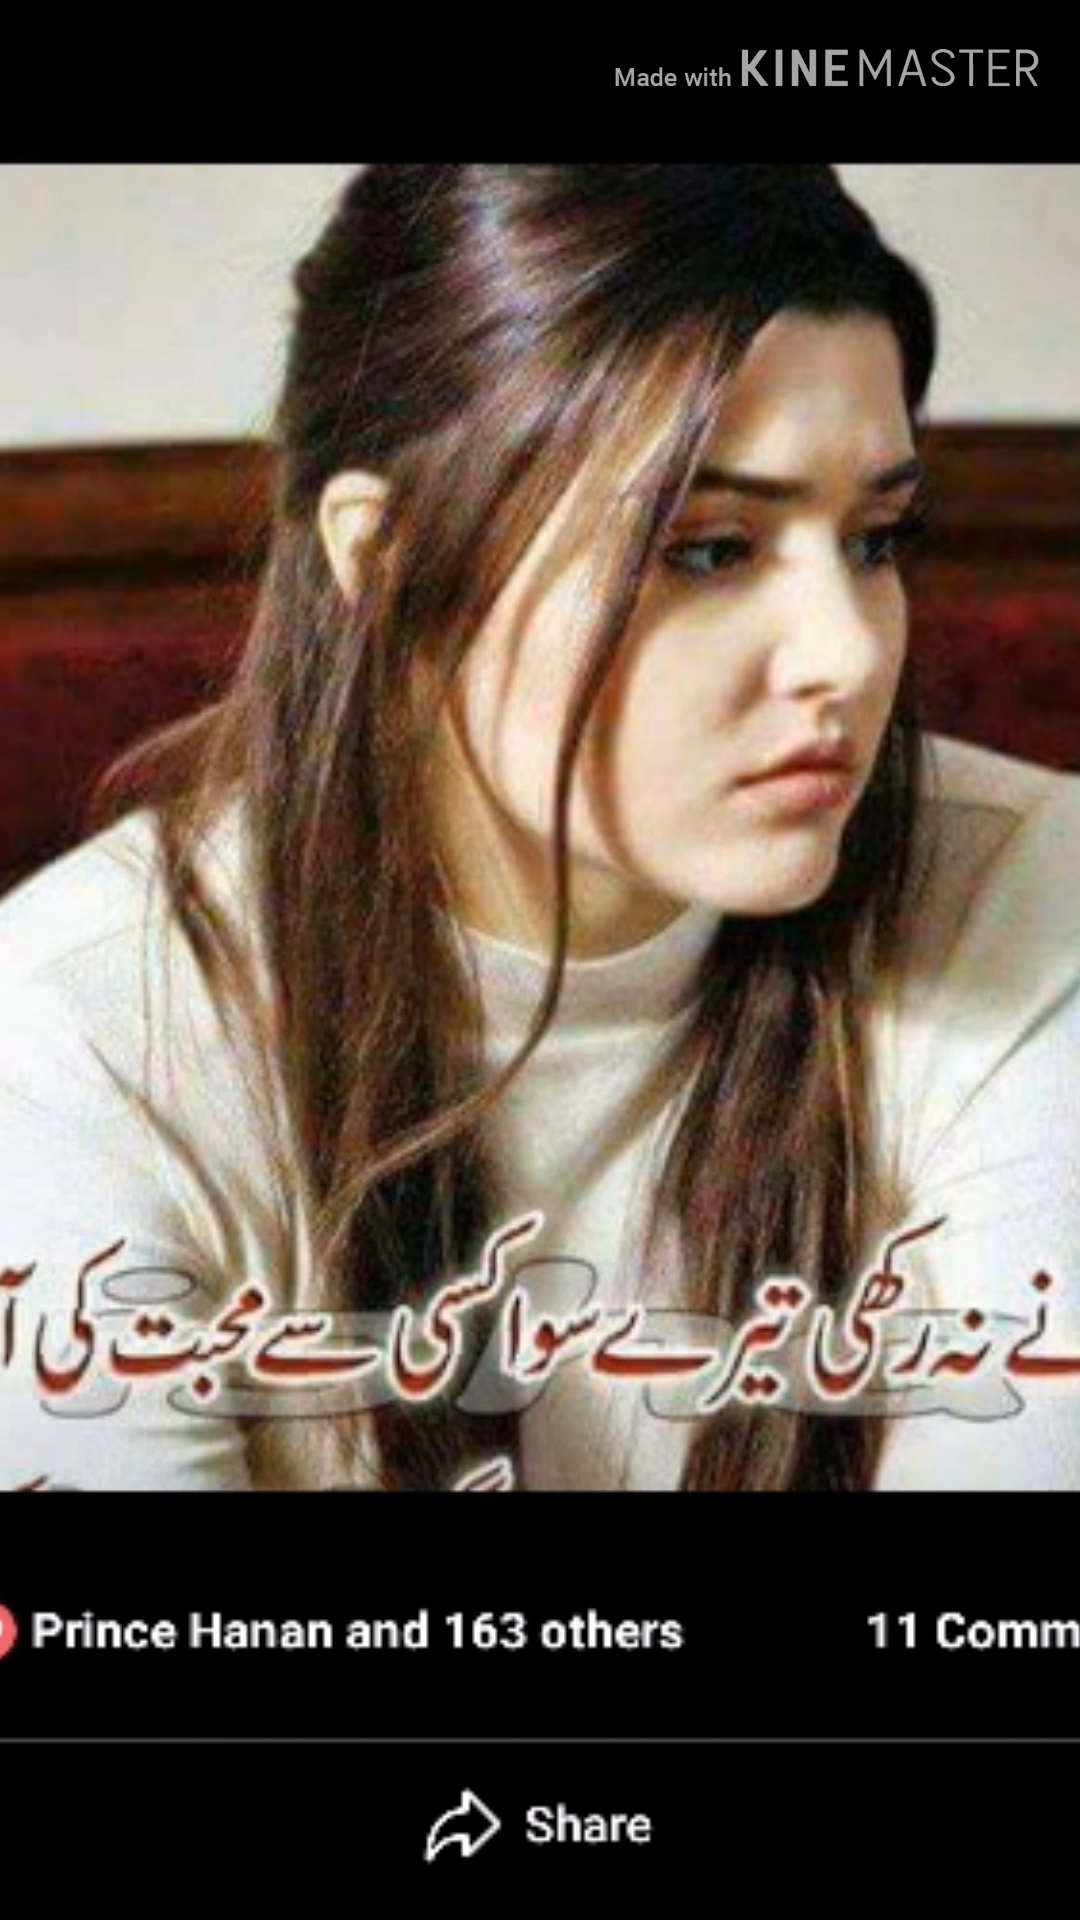 Made with KINEMASTER
نے نہ رکھی تیرے سوا کسی سے محبت کی
Prince Hanan and 163 others
11 Comm
Share